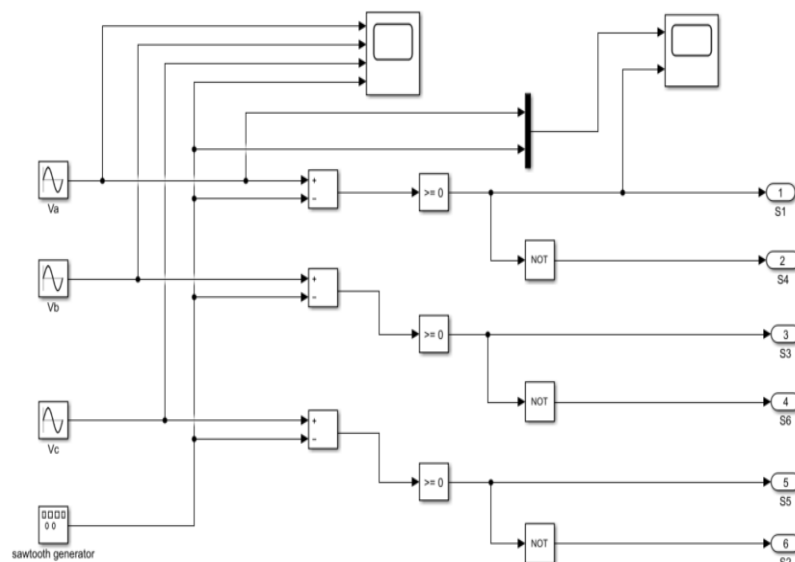 +
−
>= 0
1
Va
S1
NOT
2
S4
+
−
Vb
>= 0
3
S3
NOT
4
S6
+
−
Vc
>= 0
5
S5
NOT
6
sawtooth generator